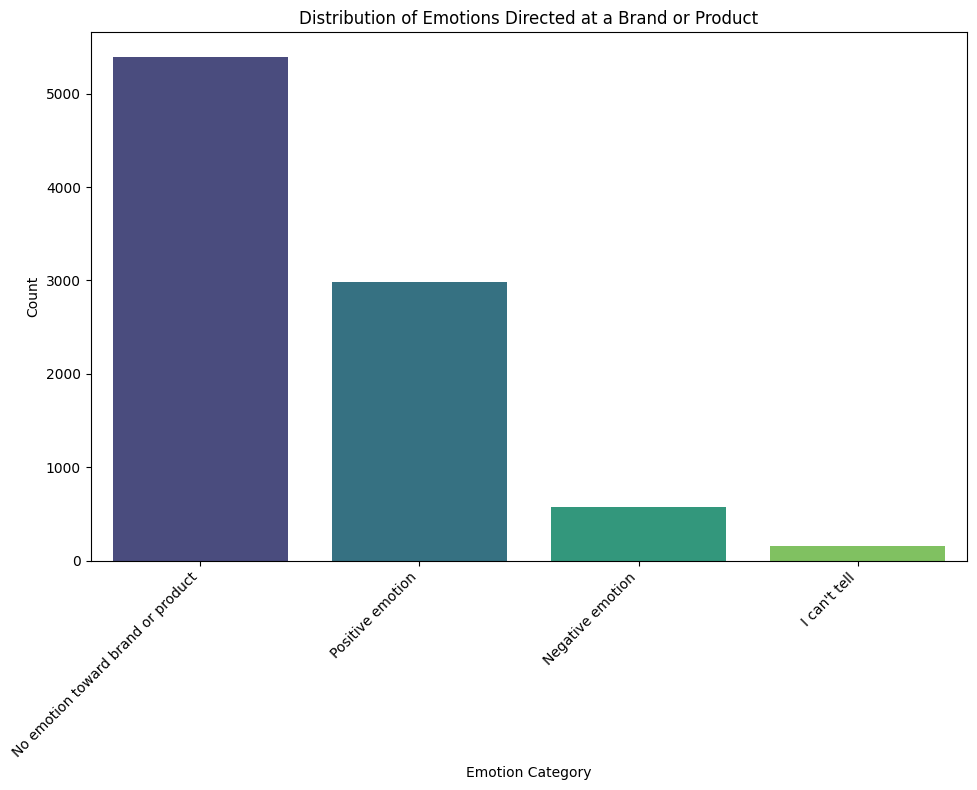 Distribution of Emotions Directed at a Brand or Product
Count
5000
4000
3000
2000
1000
0
No emotion toward brand or product
Positive emotion
Negative emotion
I can't tell
Emotion Category